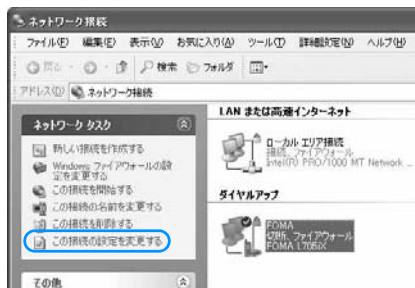 ネットワーク接続
ファイル(F) 編集(E) 表示(V) お気に入り(A) ツール(T) 詳細設定(N) ヘルプ(H)
戻る 検索 フォルダ
アドレス(D) ネットワーク接続
ネットワーク タスク
新しい接続を作成する
Windows ファイアウォールの設定を変更する
この接続を開始する
この接続の名前を変更する
この接続を削除する
この接続の設定を変更する
その他
LAN または高速インターネット
ローカル エリア接続
接続、ファイアウォール
Intel(R) PRO/1000 MT Network ...
ダイヤルアップ
FOMA
切断、ファイアウォール
FOMA L705iX